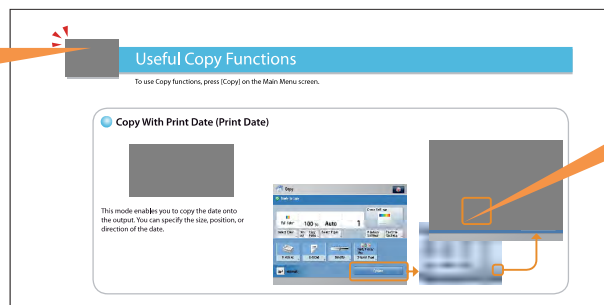 Useful Copy Functions
To use Copy functions, press [Copy] on the Main Menu screen.
Copy With Print Date (Print Date)
This mode enables you to copy the date onto
the output. You can specify the size, position, or
direction of the date.
Copy
100 %
Auto
1